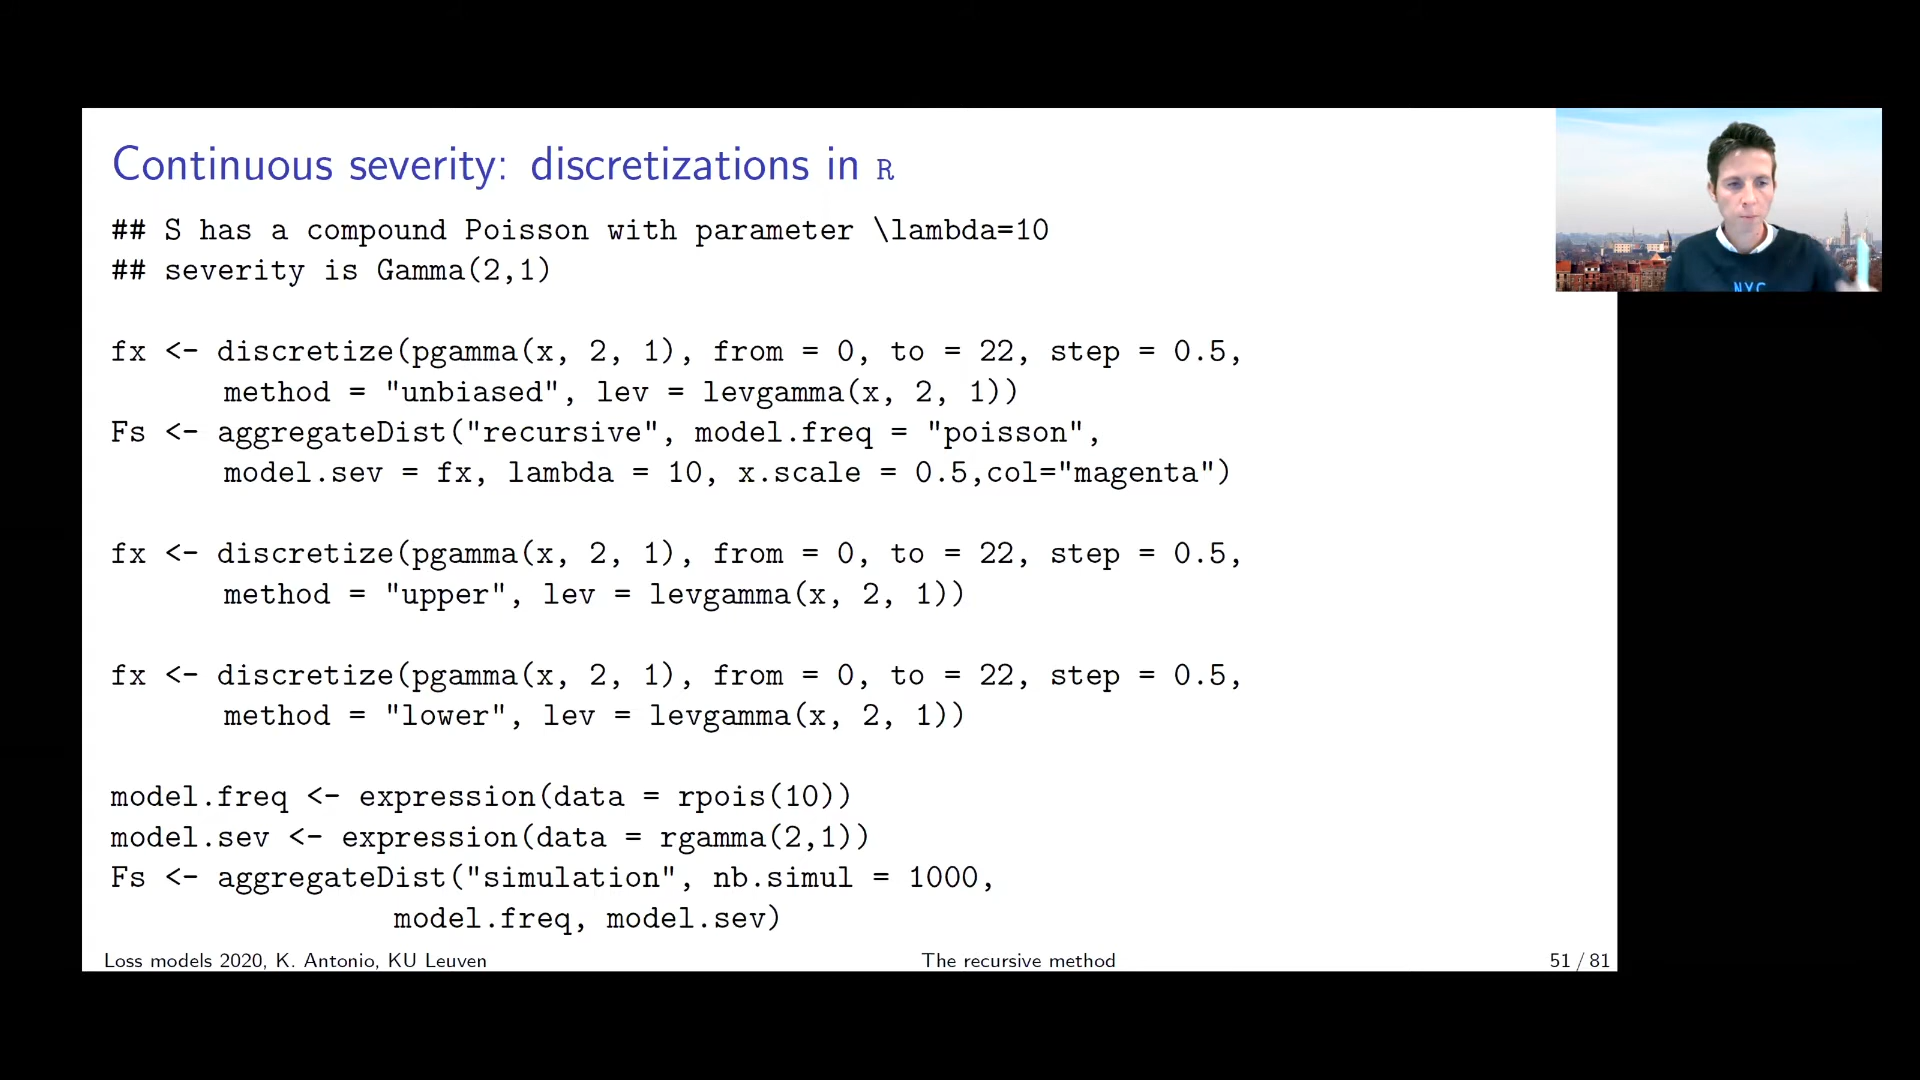 Continuous severity: discretizations in R
## S has a compound Poisson with parameter \lambda=10
## severity is Gamma(2,1)
fx <- discretize(pgamma(x, 2, 1), from = 0, to = 22, step = 0.5,
method = "unbiased", lev = levgamma(x, 2, 1))
Fs <- aggregateDist("recursive", model.freq = "poisson",
model.sev = fx, lambda = 10, x.scale = 0.5,col="magenta")
fx <- discretize(pgamma(x, 2, 1), from = 0, to = 22, step = 0.5,
method = "upper", lev = levgamma(x, 2, 1))
fx <- discretize(pgamma(x, 2, 1), from = 0, to = 22, step = 0.5,
method = "lower", lev = levgamma(x, 2, 1))
model.freq <- expression(data = rpois(10))
model.sev <- expression(data = rgamma(2,1))
Fs <- aggregateDist("simulation", nb.simul = 1000,
model.freq, model.sev)
Loss models 2020, K. Antonio, KU Leuven
The recursive method
51 / 81
NYC